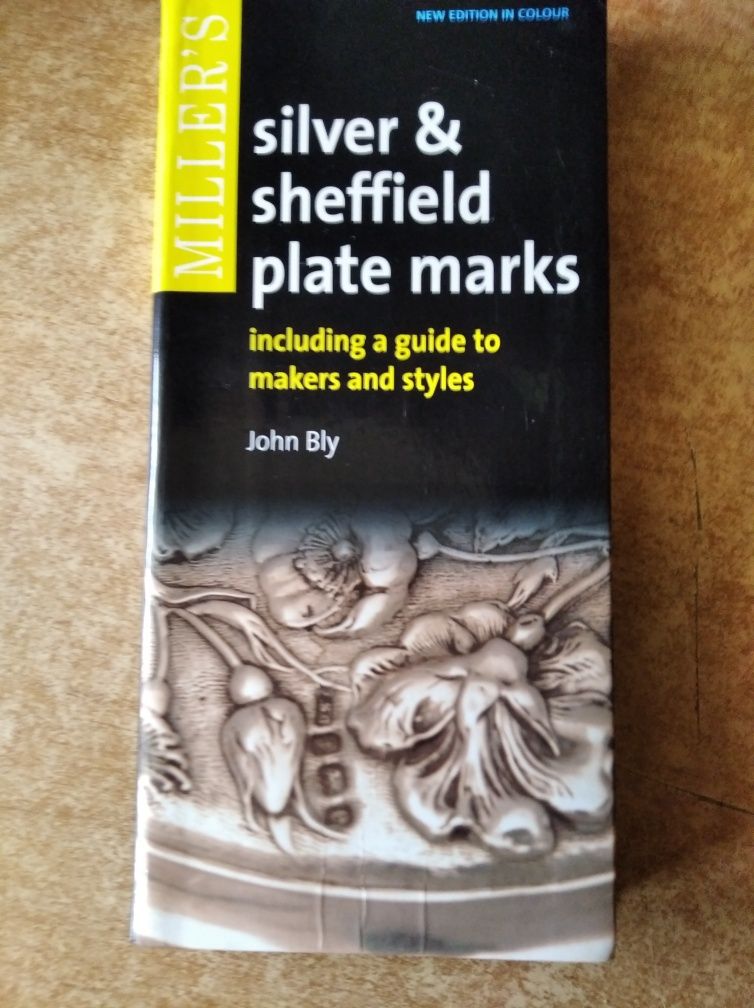 NEW EDITION IN COLOUR
MILLER'S
silver &
sheffield
plate marks
including a guide to
makers and styles
John Bly